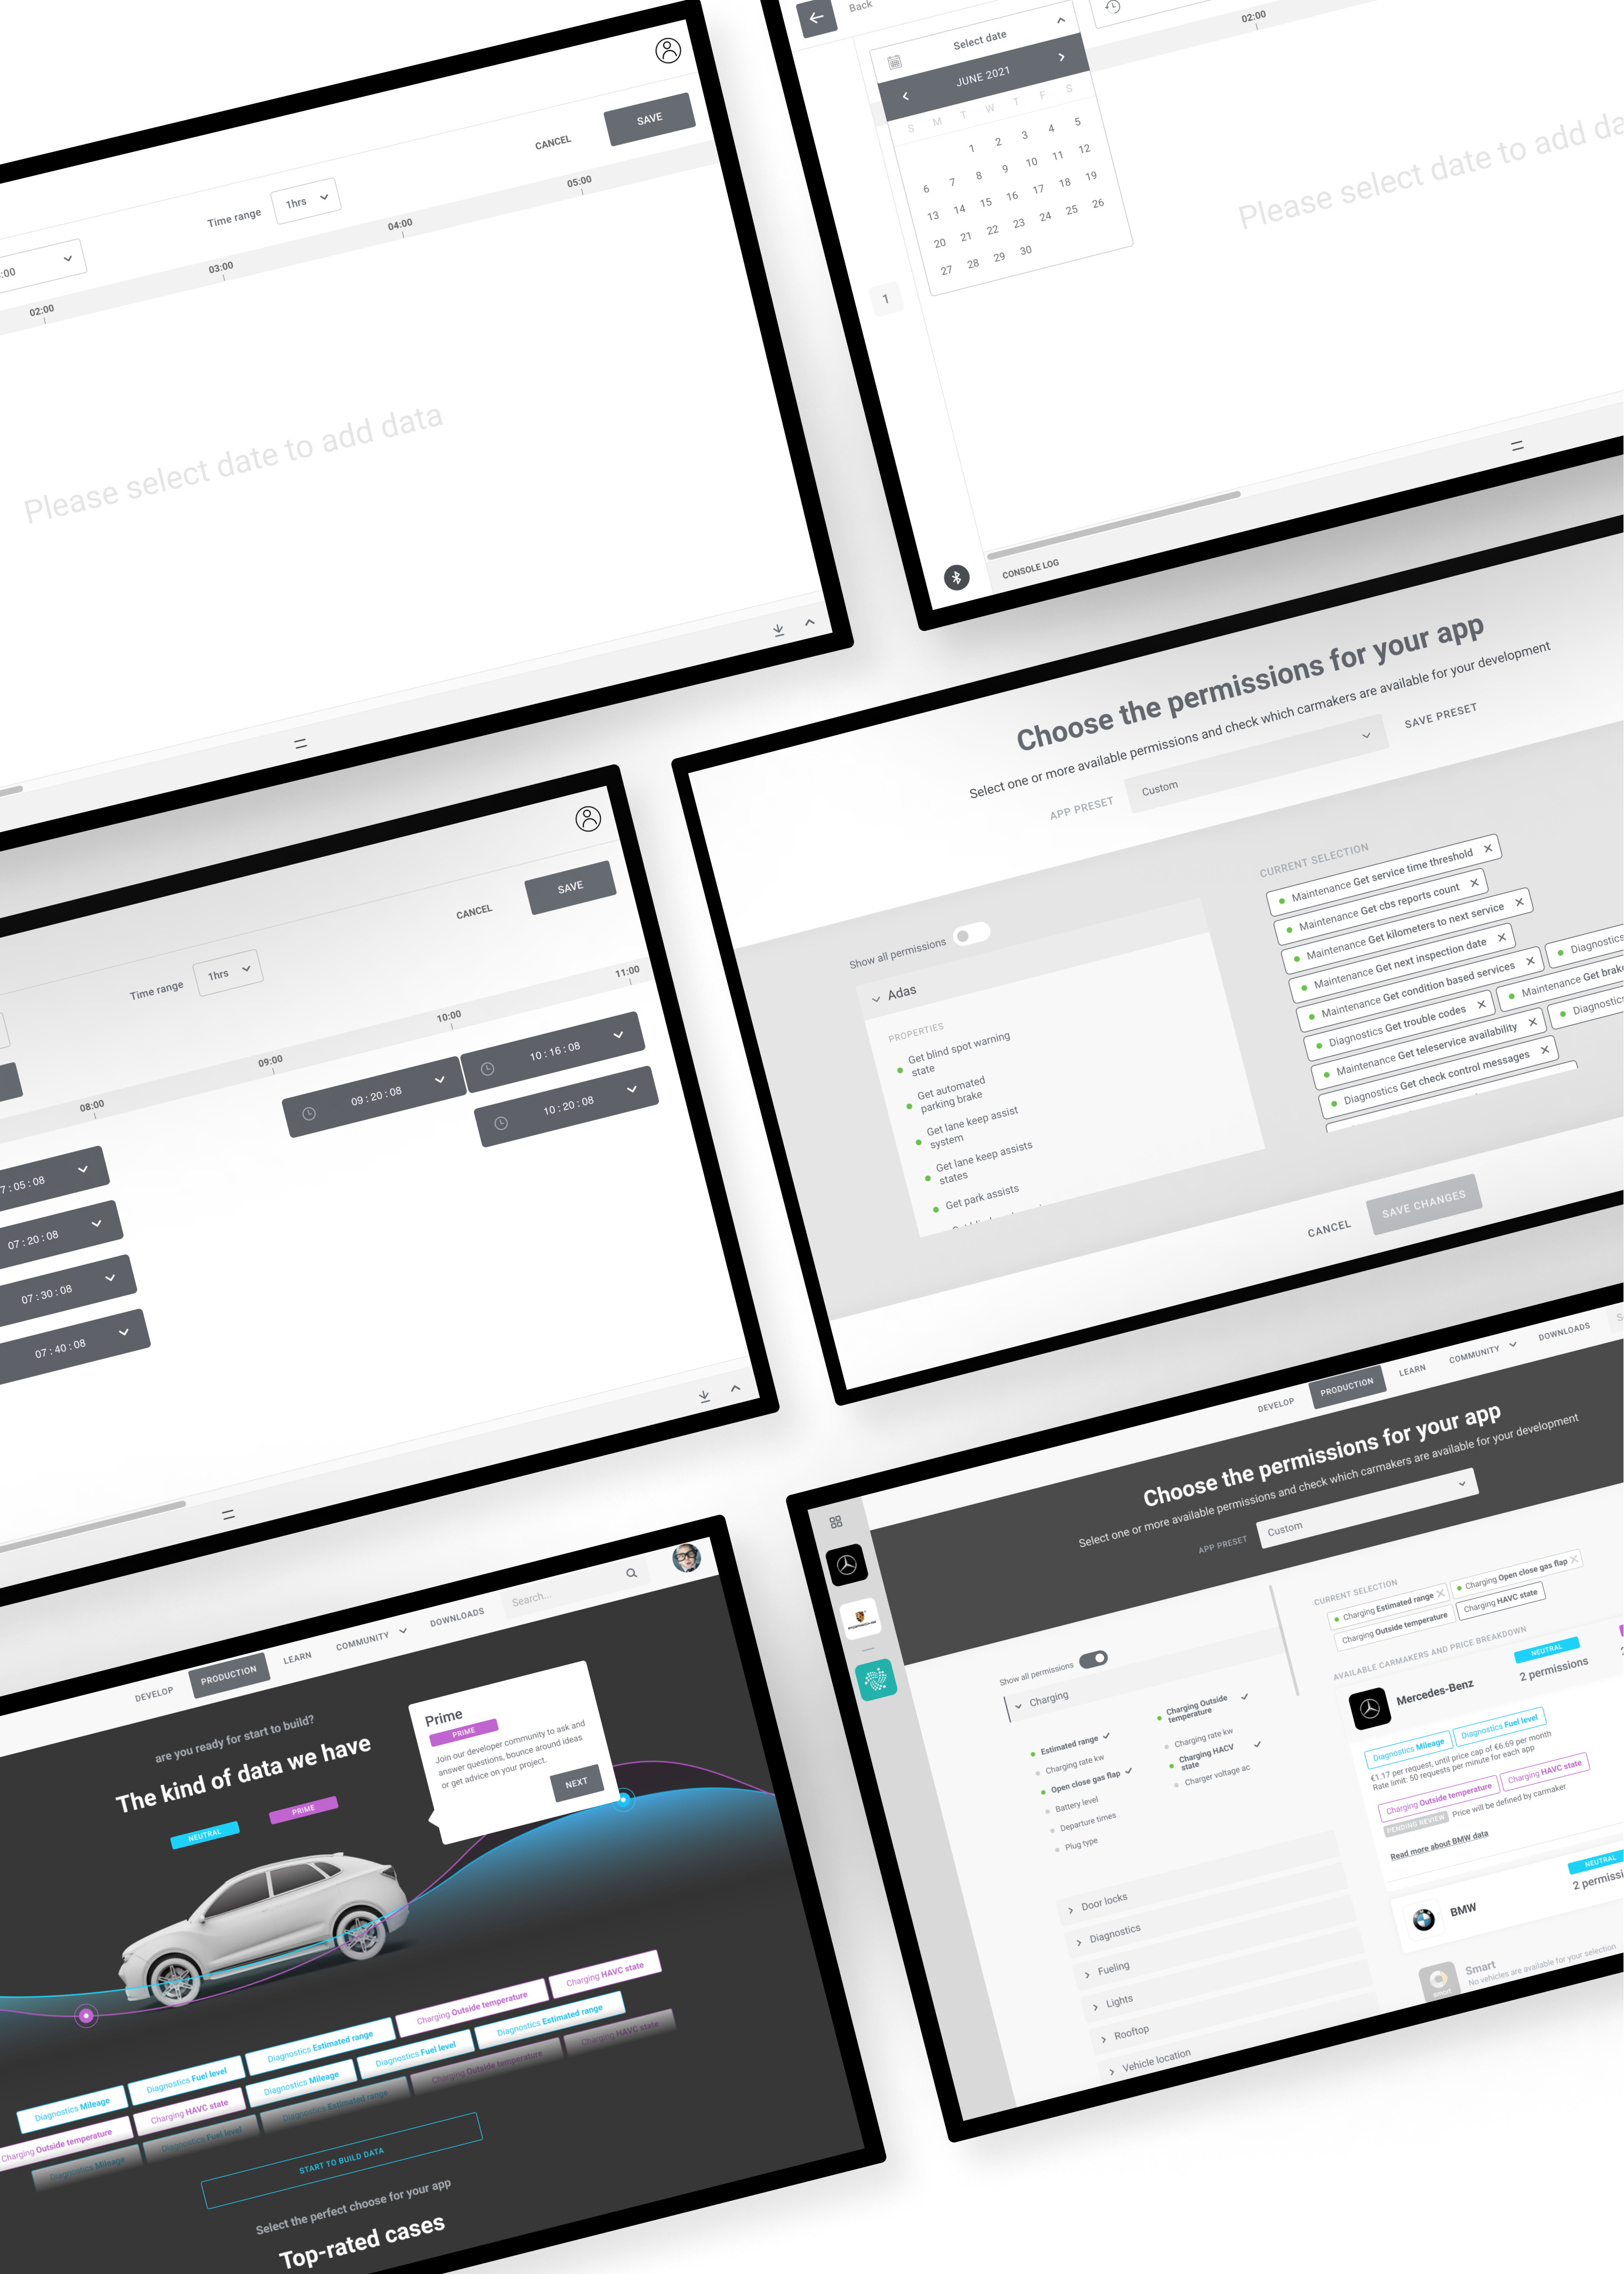 CANCEL
SAVE
Time range
1hrs
:00
02:00
03:00
04:00
05:00
Please select date to add data
Back
Select date
JUNE 2021
S M T W T F S
1 2 3 4 5
6 7 8 9 10 11 12
13 14 15 16 17 18 19
20 21 22 23 24 25 26
27 28 29 30
02:00
Please select date to add da
1
CONSOLE LOG
CANCEL
SAVE
Time range
1hrs
08:00
09:00
10:00
11:00
09 : 20 : 08
10 : 16 : 08
10 : 20 : 08
7 : 05 : 08
07 : 20 : 08
07 : 30 : 08
07 : 40 : 08
Choose the permissions for your app
Select one or more available permissions and check which carmakers are available for your development
APP PRESET
Custom
SAVE PRESET
Show all permissions
Adas
PROPERTIES
Get blind spot warning
state
Get automated
parking brake
Get lane keep assist
system
Get lane keep assists
states
Get park assists
CURRENT SELECTION
Maintenance Get service time threshold
Maintenance Get cbs reports count
Maintenance Get kilometers to next service
Maintenance Get next inspection date
Maintenance Get condition based services
Diagnostics
Diagnostics Get trouble codes
Maintenance Get brak
Maintenance Get teleservice availability
Diagnostics
Diagnostics Get check control messages
CANCEL
SAVE CHANGES
DEVELOP
PRODUCTION
LEARN
COMMUNITY
DOWNLOADS
Search...
are you ready for start to build?
The kind of data we have
NEUTRAL
PRIME
Prime
PRIME
Join our developer community to ask and
answer questions, bounce around ideas
or get advice on your project.
NEXT
Diagnostics Mileage
Diagnostics Fuel level
Diagnostics Estimated range
Charging Outside temperature
Charging HAVC state
Charging Outside temperature
Charging HAVC state
Diagnostics Mileage
Diagnostics Fuel level
Diagnostics Estimated range
Diagnostics Mileage
Diagnostics Fuel level
Diagnostics Estimated range
Charging Outside temperature
Charging HAVC state
START TO BUILD DATA
Select the perfect choose for your app
Top-rated cases
DEVELOP
PRODUCTION
LEARN
COMMUNITY
DOWNLOADS
S
Choose the permissions for your app
Select one or more available permissions and check which carmakers are available for your development
APP PRESET
Custom
Show all permissions
Charging
Estimated range
Charging rate kw
Open close gas flap
Battery level
Departure times
Plug type
Charging Outside
temperature
Charging rate kw
Charging HACV
state
Charger voltage ac
Door locks
Diagnostics
Fueling
Lights
Rooftop
Vehicle location
CURRENT SELECTION
Charging Estimated range
Charging Open close gas flap
Charging Outside temperature
Charging HAVC state
AVAILABLE CARMAKERS AND PRICE BREAKDOWN
Mercedes-Benz
NEUTRAL
2 permissions
Diagnostics Mileage
Diagnostics Fuel level
€1.17 per request, until price cap of €6.69 per month
Rate limit: 50 requests per minute for each app
Charging Outside temperature
Charging HAVC state
PENDING REVIEW
Price will be defined by carmaker
Read more about BMW data
BMW
NEUTRAL
2 permissi
Smart
No vehicles are available for your selection
smart